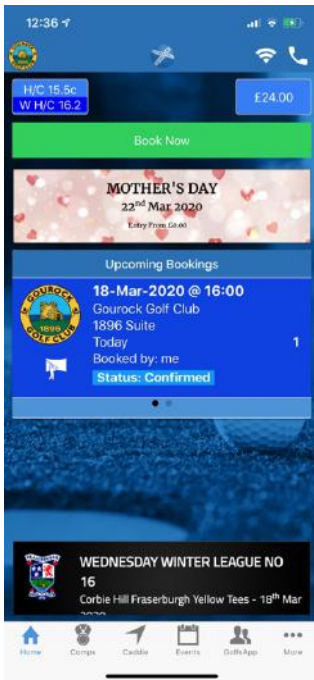 12:36
H/C 15.5c
W H/C 16.2
£24.00
Book Now
MOTHER'S DAY
22nd Mar 2020
Entry From £0.00
Upcoming Bookings
GOUROCK
1896
GOLF CLUB
18-Mar-2020 @ 16:00
Gourock Golf Club
1896 Suite
Today
1
Booked by: me
Status: Confirmed
WEDNESDAY WINTER LEAGUE NO
16
Corbie Hill Fraserburgh Yellow Tees - 18th Mar
2020
Home
Comps
Caddie
Events
GolfsApp
More